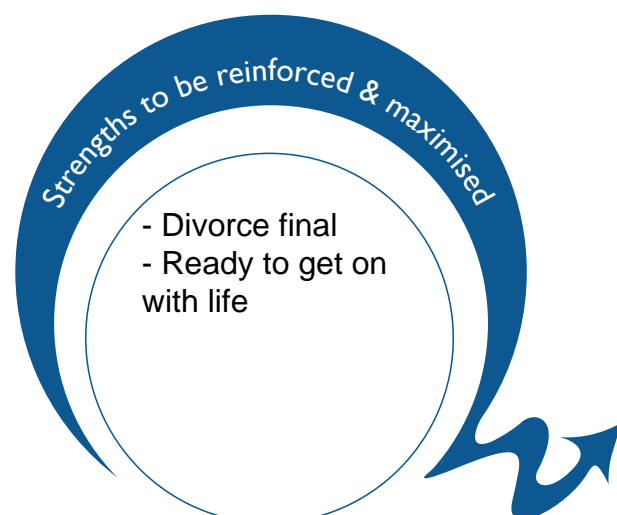 Strengths to be reinforced & maximised
- Divorce final
- Ready to get on
with life